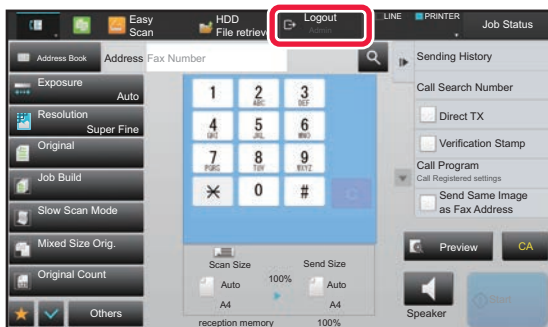 Easy
Scan
HDD
File retriev
Logout
Admin
LINE
PRINTER
Job Status
Address Book
Address
Fax Number
Exposure
Auto
Resolution
Super Fine
Original
Job Build
Slow Scan Mode
Mixed Size Orig.
Original Count
Others
1
2
ABC
3
DEF
4
GHI
5
JKL
6
MNO
7
PQRS
8
TUV
9
WXYZ
0
#
C
Scan Size
Send Size
Auto
100%
Auto
A4
A4
reception memory
100%
Sending History
Call Search Number
Direct TX
Verification Stamp
Call Program
Call Registered settings
Send Same Image
as Fax Address
Preview
CA
Speaker
Start